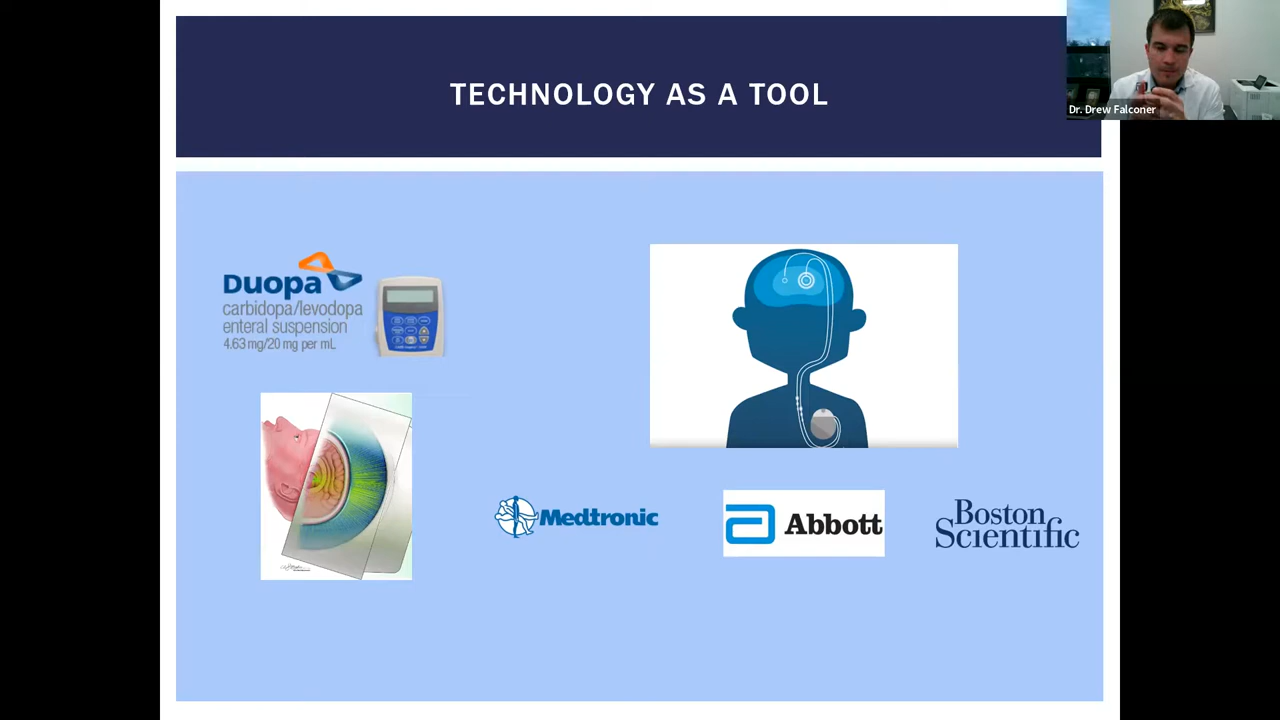 TECHNOLOGY AS A TOOL
Dr. Drew Falconer
Duopa
carbidopa/levodopa
enteral suspension
4.63 mg/20 mg per mL
Medtronic
Abbott
Boston
Scientific